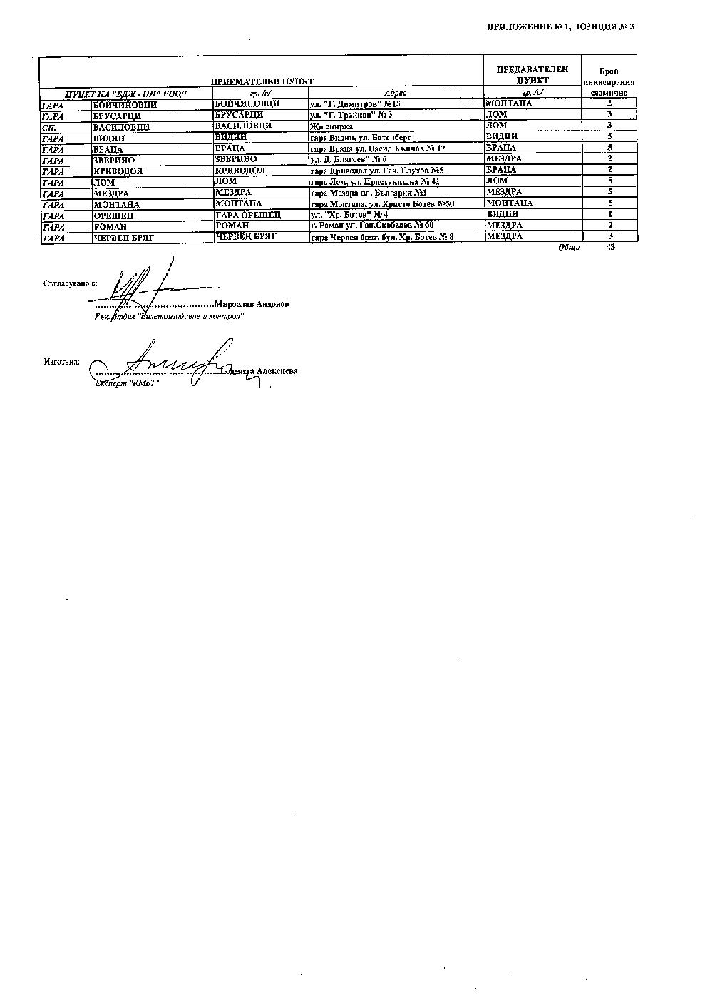 ПРИЛОЖЕНИЕ № 1, ПОЗИЦИЯ № 3
ПРИЕМАТЕЛЕН ПУНКТ ПРЕДАВАТЕЛЕН ПУНКТ Брой инкасирания седмично
ПУНКТ НА "БДЖ - ПП" ЕООД гр. /с/ Адрес гр. /с/
ГАРА БОЙЧИНОВЦИ БОЙЧИНОВЦИ ул. "Г. Димитров" №15 МОНТАНА 2
ГАРА БРУСАРЦИ БРУСАРЦИ ул. "Г. Трайков" № 3 ЛОМ 3
СП. ВАСИЛОВЦИ ВАСИЛОВЦИ Жп спирка ЛОМ 3
ГАРА ВИДИН ВИДИН гара Видин, ул. Батенберг ВИДИН 5
ГАРА ВРАЦА ВРАЦА гара Враца ул. Васил Кънчов № 17 ВРАЦА 5
ГАРА ЗВЕРИНО ЗВЕРИНО ул. Д. Благоев" № 6 МЕЗДРА 2
ГАРА КРИВОДОЛ КРИВОДОЛ гара Криводол ул. Ген. Глухов №5 ВРАЦА 2
ГАРА ЛОМ ЛОМ гара Лом, ул. Пристанищна № 41 ЛОМ 5
ГАРА МЕЗДРА МЕЗДРА гара Мездра пл. България №1 МЕЗДРА 5
ГАРА МОНТАНА МОНТАНА гара Монтана, ул. Христо Ботев №50 МОНТАНА 5
ГАРА ОРЕШЕЦ ГАРА ОРЕШЕЦ ул. "Хр. Ботев" № 4 ВИДИН 1
ГАРА РОМАН РОМАН г. Роман ул. Ген.Скобелев № 60 МЕЗДРА 2
ГАРА ЧЕРВЕН БРЯГ ЧЕРВЕН БРЯГ гара Червен бряг, бул. Хр. Ботев № 8 МЕЗДРА 3
Общо 43
Съгласувано с:
Мирослав Андонов
Рък. отдел "Билетоиздаване и контрол"
Изготвил:
Людмила Алексиева
Експерт "КМБТ"